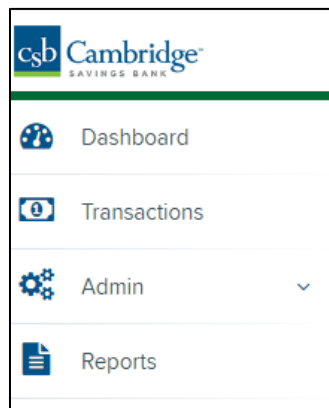 csb Cambridge
SAVINGS BANK
Dashboard
Transactions
Admin
Reports